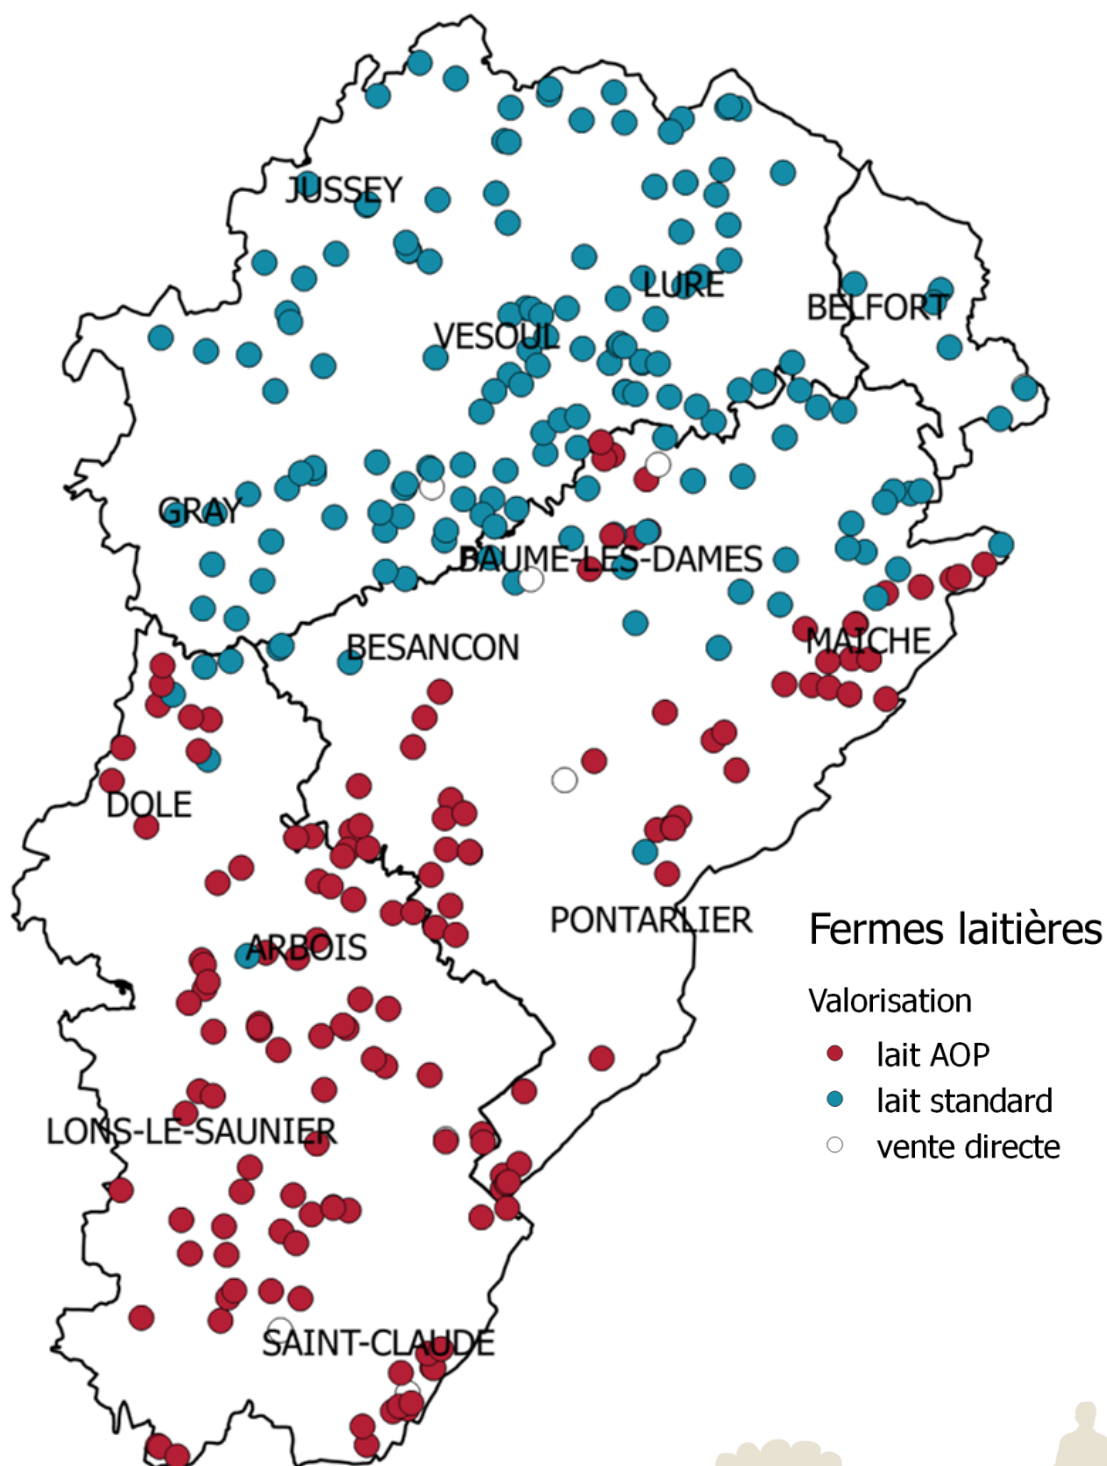 JUSSEY
LURE
BELFORT
VESOUL
GRAY
BAUME-LES-DAMES
BESANCON
MAICHE
DOLE
PONTARLIER
Fermes laitières
ARBOIS
Valorisation
lait AOP
lait standard
LONS-LE-SAUNIER
vente directe
SAINT-CLAUDE